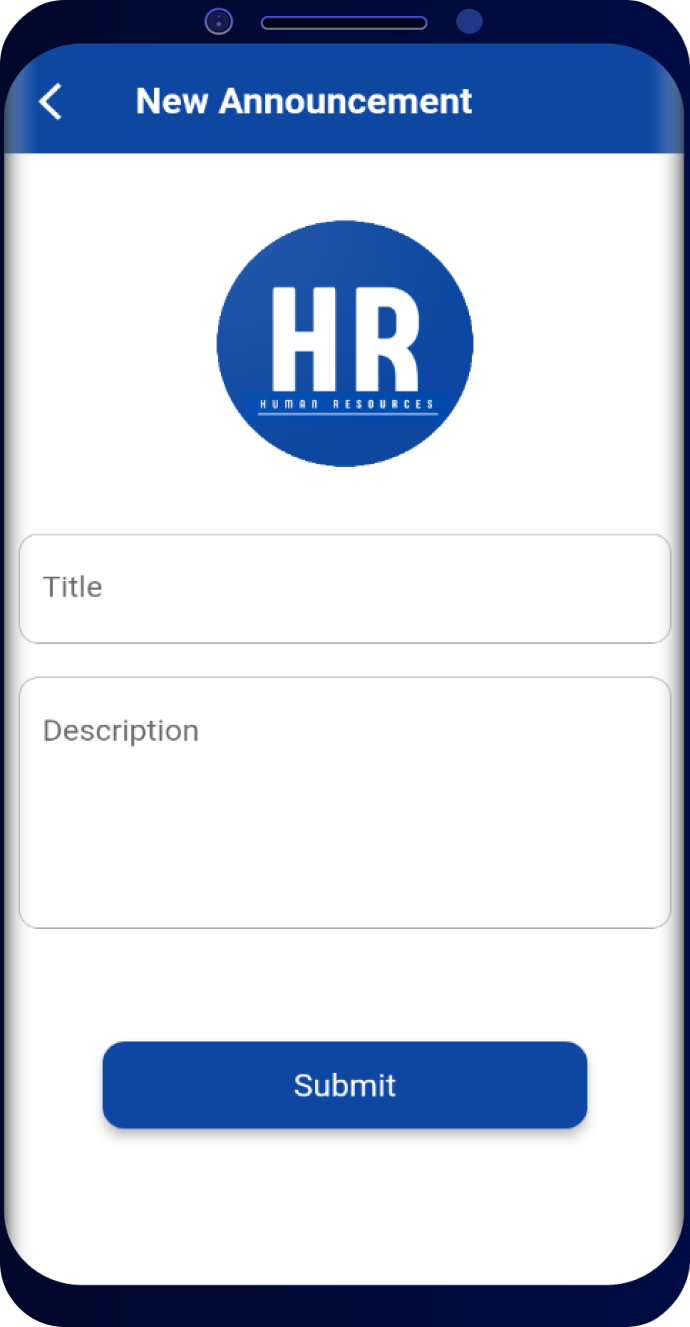 New Announcement
HR
HUMAN RESOURCES
Title
Description
Submit